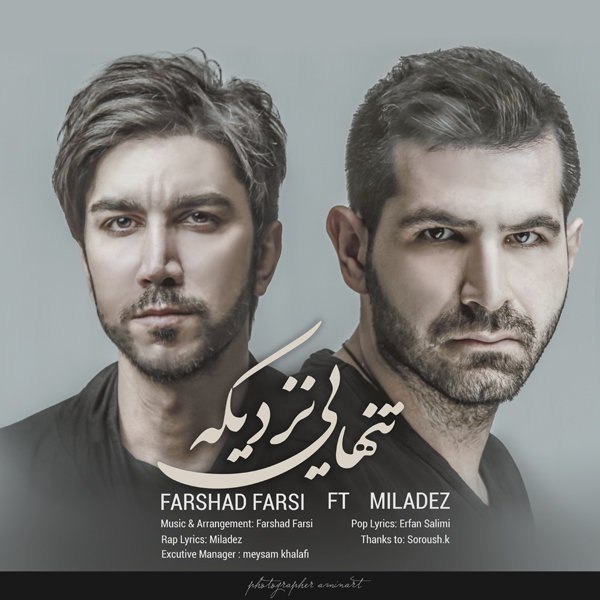 تنهایی نزدیکه
FARSHAD FARSI FT MILADEZ
Music & Arrangement: Farshad Farsi
Pop Lyrics: Erfan Salimi
Rap Lyrics: Miladez
Thanks to: Soroush.k
Excutive Manager : meysam khalafi
photographer aminart